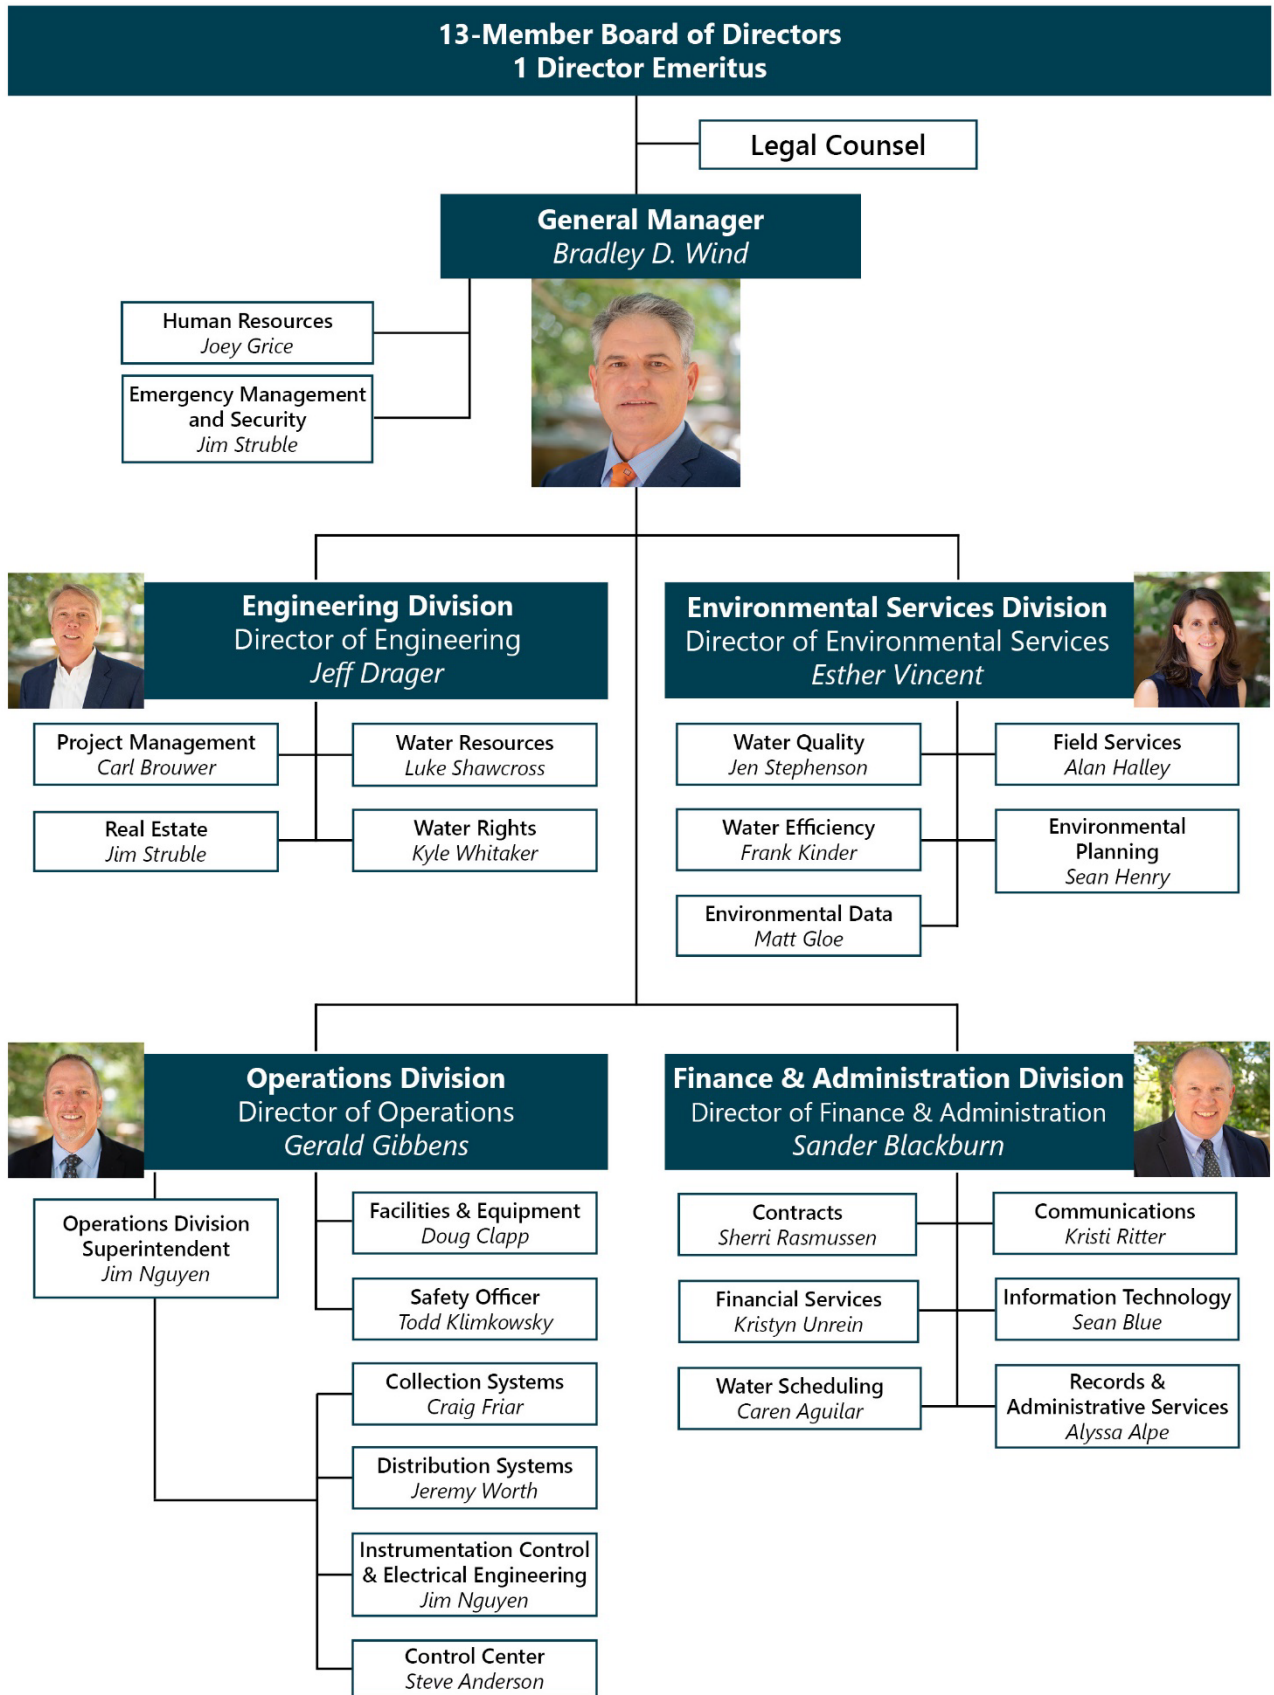 13-Member Board of Directors
1 Director Emeritus
Legal Counsel
General Manager
Bradley D. Wind
Human Resources
Joey Grice
Emergency Management
and Security
Jim Struble
Engineering Division
Director of Engineering
Jeff Drager
Project Management
Carl Brouwer
Water Resources
Luke Shawcross
Real Estate
Jim Struble
Water Rights
Kyle Whitaker
Environmental Services Division
Director of Environmental Services
Esther Vincent
Water Quality
Jen Stephenson
Field Services
Alan Halley
Water Efficiency
Frank Kinder
Environmental
Planning
Sean Henry
Environmental Data
Matt Gloe
Operations Division
Director of Operations
Gerald Gibbens
Operations Division
Superintendent
Jim Nguyen
Facilities & Equipment
Doug Clapp
Safety Officer
Todd Klimkowsky
Collection Systems
Craig Friar
Distribution Systems
Jeremy Worth
Instrumentation Control
& Electrical Engineering
Jim Nguyen
Control Center
Steve Anderson
Finance & Administration Division
Director of Finance & Administration
Sander Blackburn
Contracts
Sherri Rasmussen
Communications
Kristi Ritter
Financial Services
Kristyn Unrein
Information Technology
Sean Blue
Water Scheduling
Caren Aguilar
Records &
Administrative Services
Alyssa Alpe